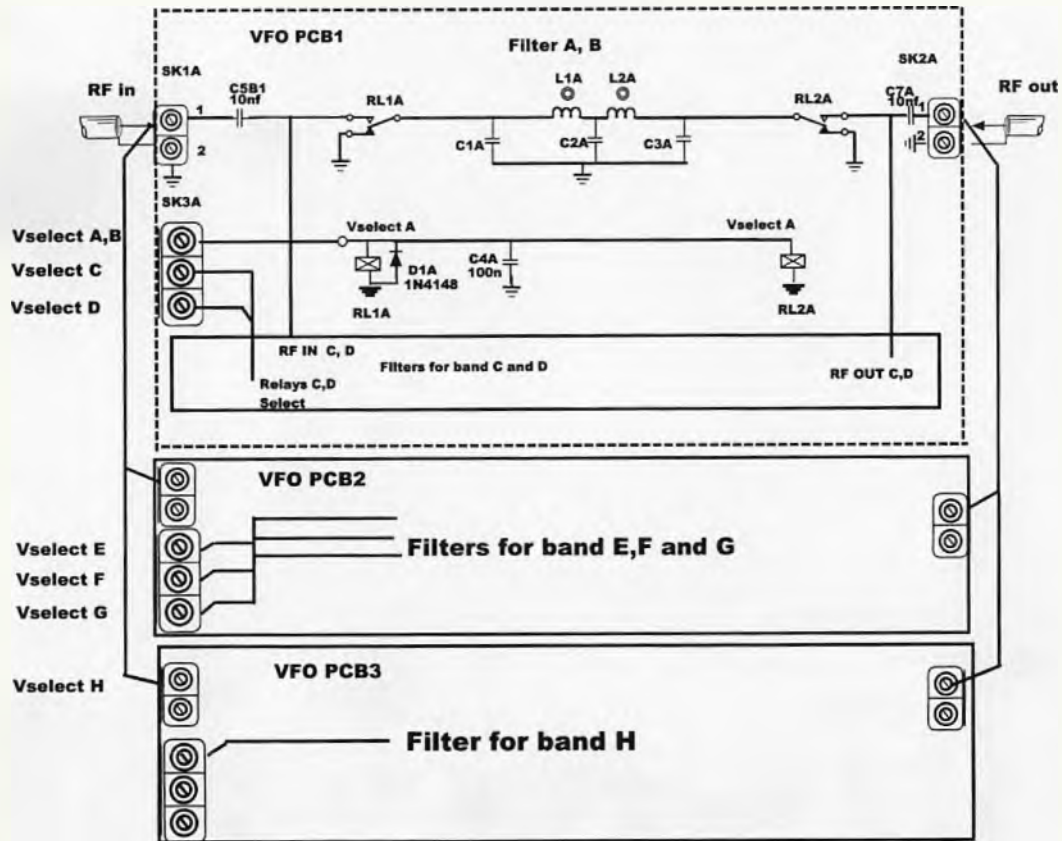 VFO PCB1
Filter A, B
SK1A
SK2A
RF in
C5B1
10nf
L1A
L2A
C7A
10nf
RF out
1
RL1A
RL2A
1
C1A
C2A
C3A
2
2
SK3A
Vselect A,B
Vselect A
Vselect A
Vselect C
D1A
1N4148
C4A
100n
Vselect D
RL1A
RL2A
RF IN C, D
Filters for band C and D
RF OUT C,D
Relays C,D
Select
VFO PCB2
Vselect E
Filters for band E,F and G
Vselect F
Vselect G
VFO PCB3
Vselect H
Filter for band H